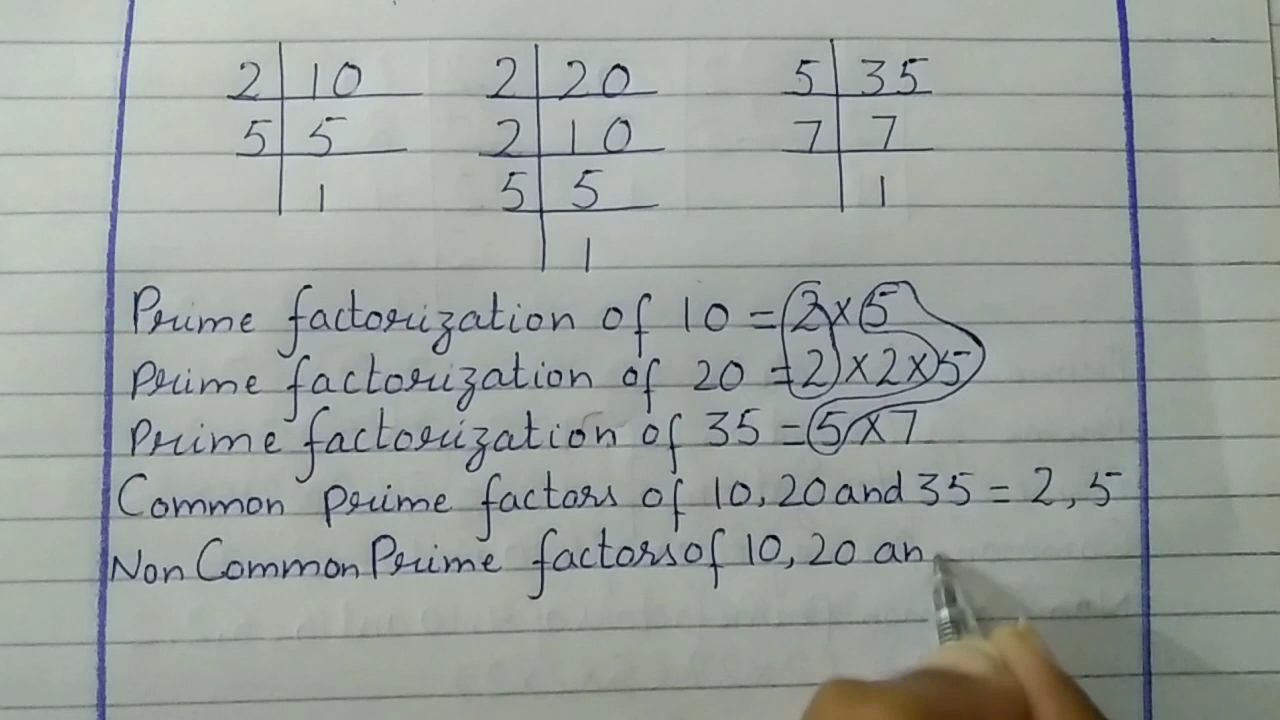 2 | 10   2 | 20   5 | 35
5 | 5   2 | 10   7 | 7
1   5 | 5   1
1
Prime factorization of 10 = 2 × 5
Prime factorization of 20 = 2 × 2 × 5
Prime factorization of 35 = 5 × 7
Common prime factors of 10, 20 and 35 = 2, 5
Non Common Prime factors of 10, 20 an